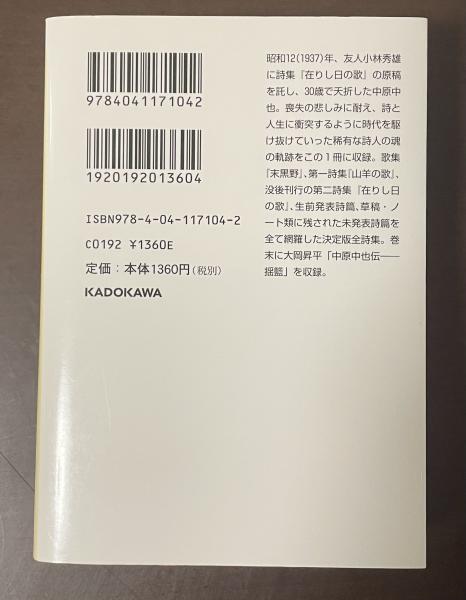 9784041171042
1920192013604
ISBN978-4-04-117104-2
C0192 ¥1360E
定価：本体1360円(税別)
KADOKAWA
昭和12(1937)年、友人小林秀雄
に詩集『在りし日の歌』の原稿
を託し、30歳で夭折した中原中
也。喪失の悲しみに耐え、詩と
人生に衝突するように時代を駆
け抜けていった稀有な詩人の魂
の軌跡をこの1冊に収録。歌集
『末黒野』、第一詩集『山羊の歌』、
没後刊行の第二詩集『在りし日
の歌』、生前発表詩篇、草稿・ノ
ート類に残された未発表詩篇を
全て網羅した決定版全詩集。巻
末に大岡昇平「中原中也伝――
揺籃」を収録。